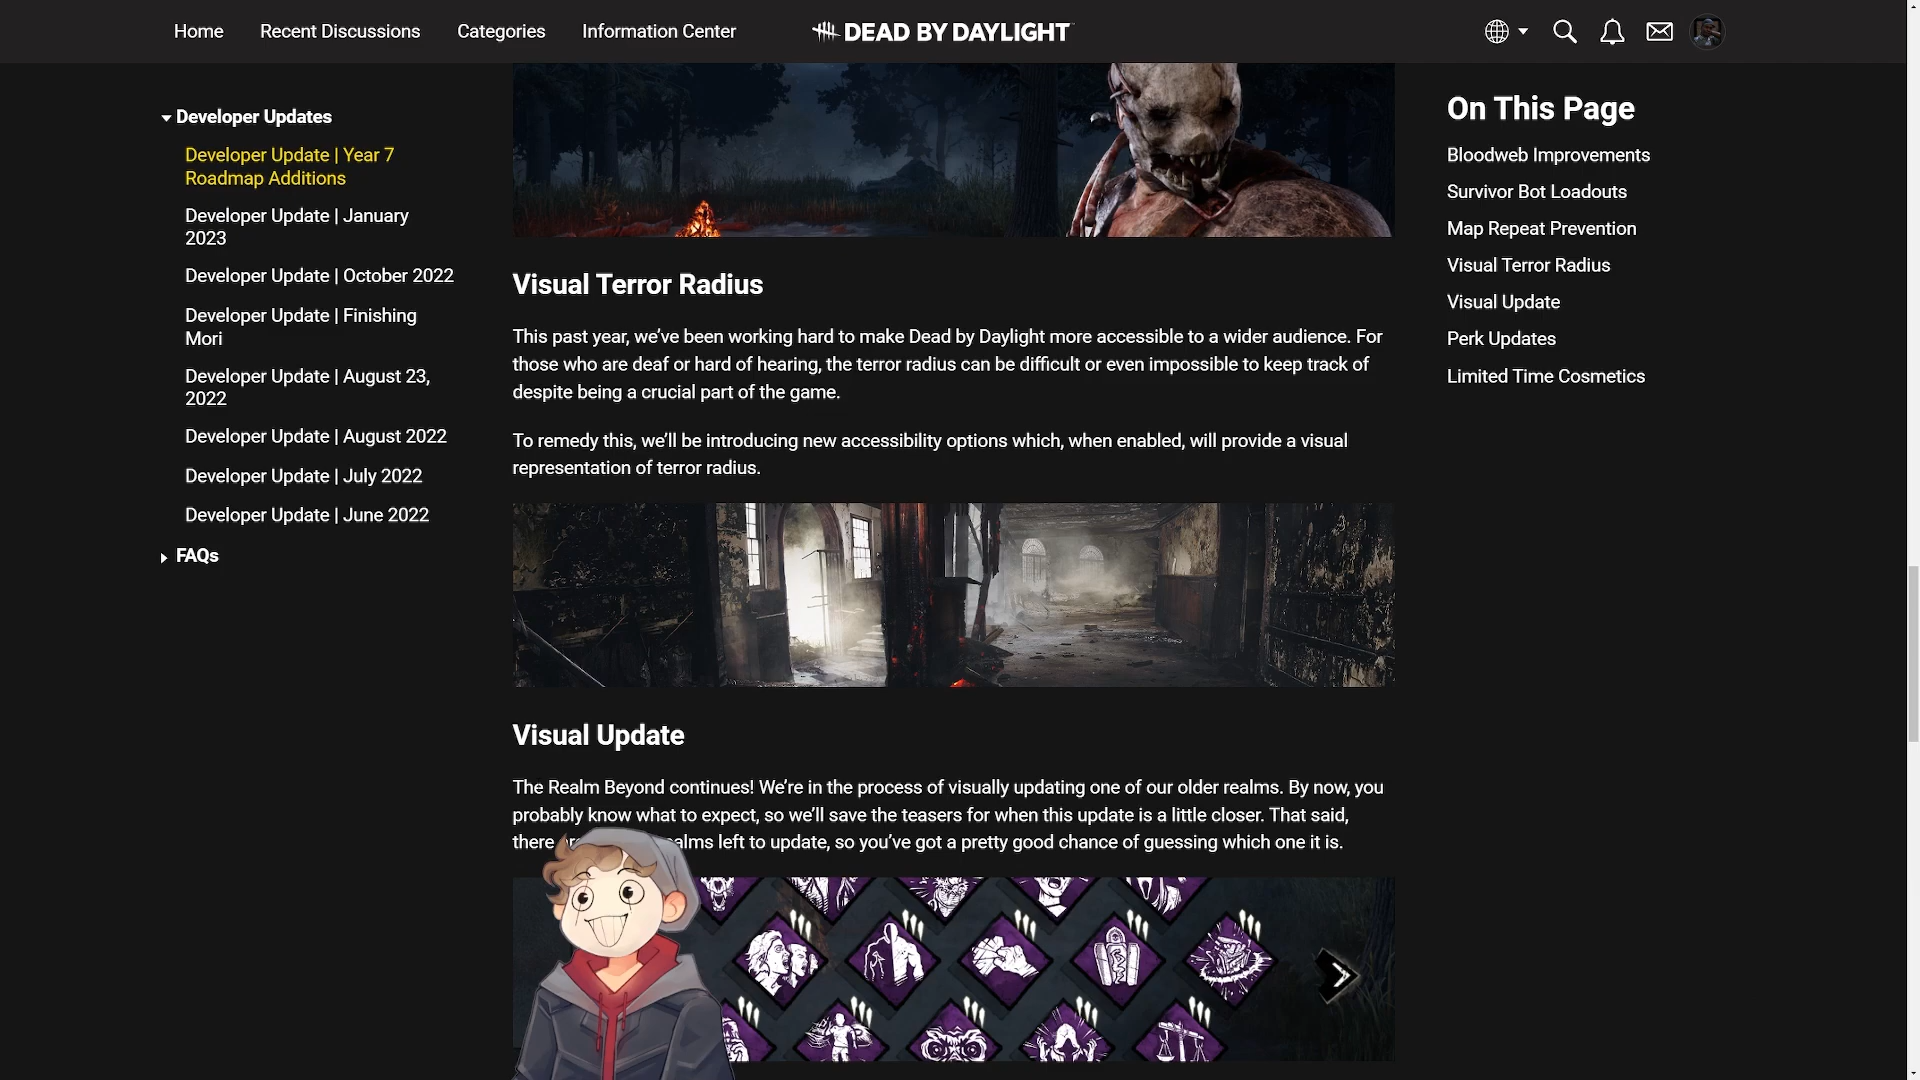 Home
Recent Discussions
Categories
Information Center
DEAD BY DAYLIGHT
Developer Updates
Developer Update | Year 7
Roadmap Additions
Developer Update | January
2023
Developer Update | October 2022
Developer Update | Finishing
Mori
Developer Update | August 23,
2022
Developer Update | August 2022
Developer Update | July 2022
Developer Update | June 2022
FAQs
Visual Terror Radius
This past year, we’ve been working hard to make Dead by Daylight more accessible to a wider audience. For
those who are deaf or hard of hearing, the terror radius can be difficult or even impossible to keep track of
despite being a crucial part of the game.
To remedy this, we’ll be introducing new accessibility options which, when enabled, will provide a visual
representation of terror radius.
Visual Update
The Realm Beyond continues! We’re in the process of visually updating one of our older realms. By now, you
probably know what to expect, so we’ll save the teasers for when this update is a little closer. That said,
there left to update, so you’ve got a pretty good chance of guessing which one it is.
On This Page
Bloodweb Improvements
Survivor Bot Loadouts
Map Repeat Prevention
Visual Terror Radius
Visual Update
Perk Updates
Limited Time Cosmetics